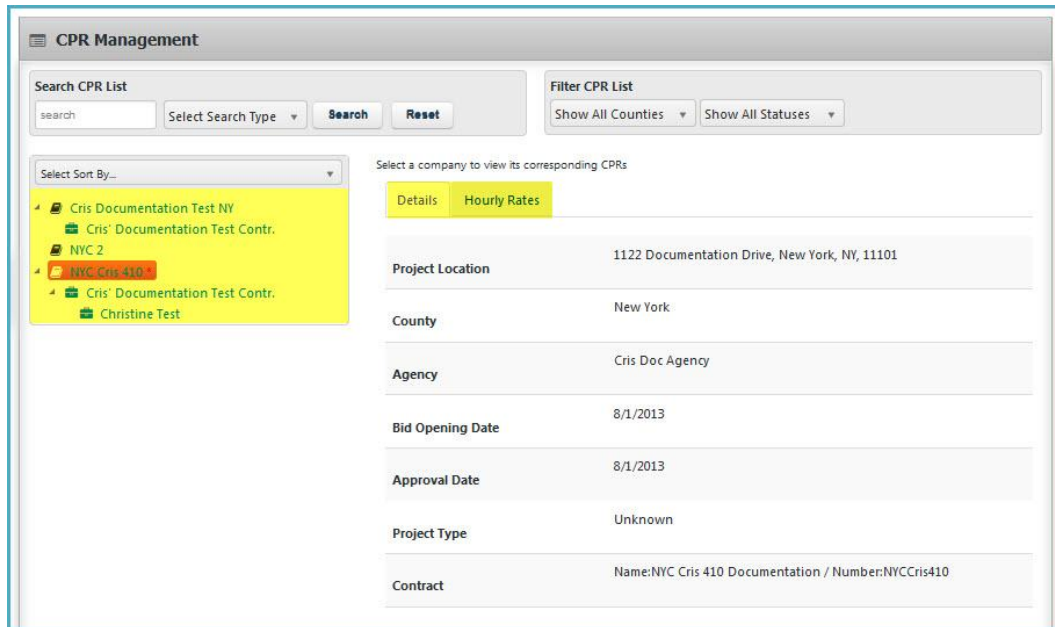 CPR Management
Search CPR List
search Select Search Type Search Reset
Filter CPR List
Show All Counties Show All Statuses
Select Sort By...
Cris Documentation Test NY
Cris' Documentation Test Contr.
NYC 2
NYC Cris 410 *
Cris' Documentation Test Contr.
Christine Test
Select a company to view its corresponding CPRs
Details Hourly Rates
Project Location 1122 Documentation Drive, New York, NY, 11101
County New York
Agency Cris Doc Agency
Bid Opening Date 8/1/2013
Approval Date 8/1/2013
Project Type Unknown
Contract Name:NYC Cris 410 Documentation / Number:NYCCris410